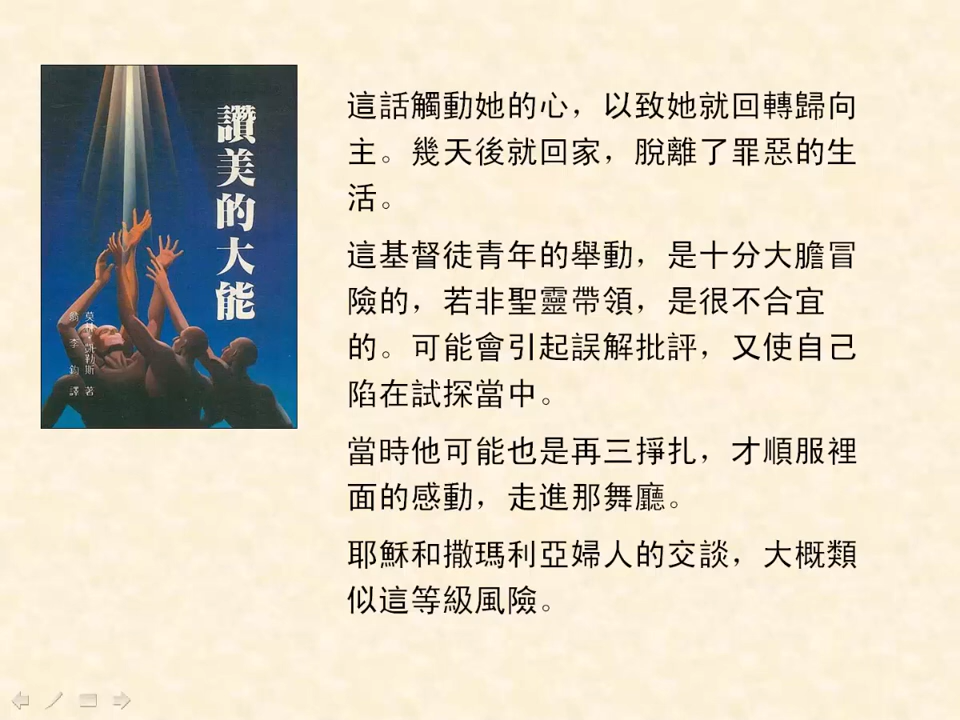 讚美的大能
莫林 凱勒斯 著
翁 李 鈞 譯
這話觸動她的心，以致她就回轉歸向
主。幾天後就回家，脫離了罪惡的生
活。
這基督徒青年的舉動，是十分大膽冒
險的，若非聖靈帶領，是很不合宜
的。可能會引起誤解批評，又使自己
陷在試探當中。
當時他可能也是再三掙扎，才順服裡
面的感動，走進那舞廳。
耶穌和撒瑪利亞婦人的交談，大概類
似這等級風險。